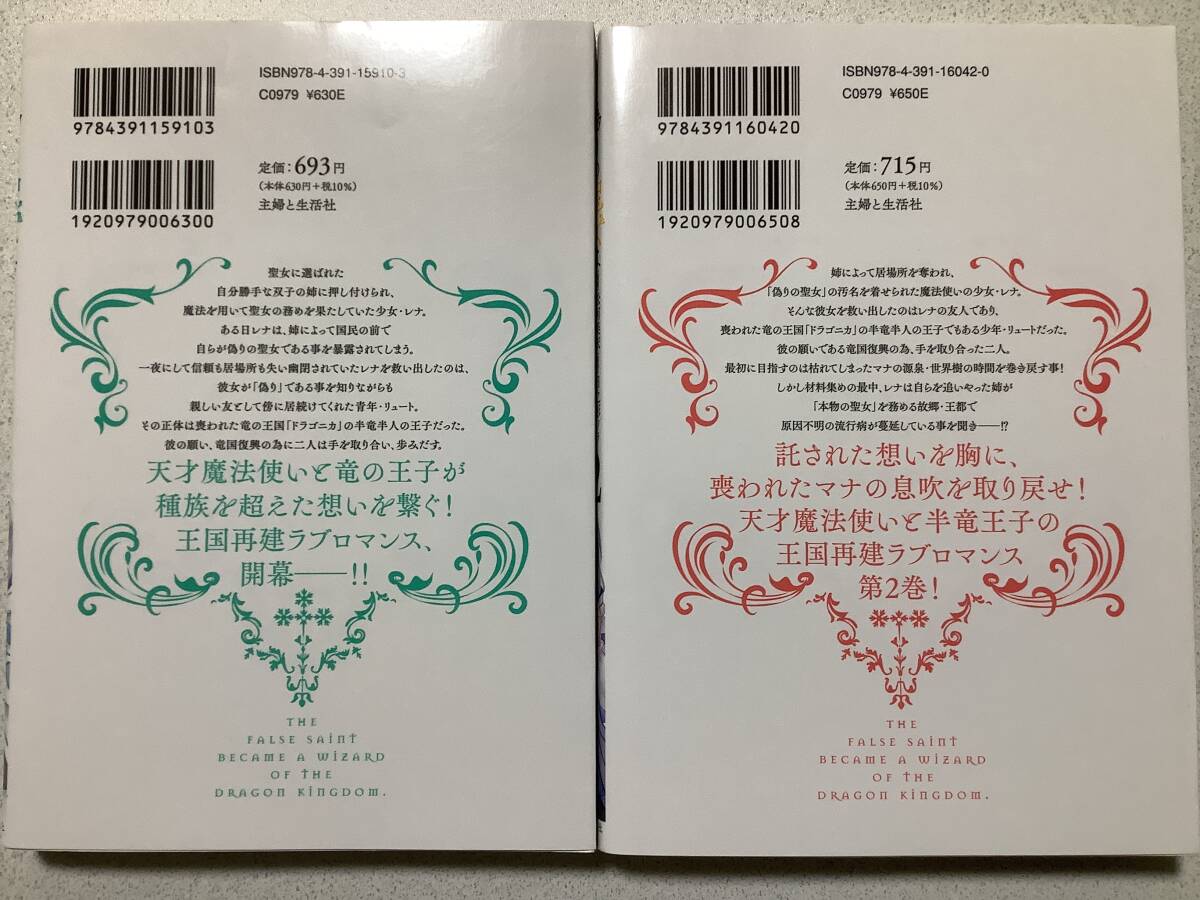 ISBN978-4-391-15910-3
C0979 ¥630E
9784391159103
定価:693円
(本体630円+税10%)
主婦と生活社
1920979006300
聖女に選ばれた
自分勝手な双子の姉に押し付けられ、
魔法を用いて聖女の務めを果たしていた少女・レナ。
ある日レナは、姉によって国民の前で
自らが偽りの聖女である事を暴露されてしまう。
一夜にして信頼も居場所も失い幽閉されていたレナを救い出したのは、
彼女が「偽り」である事を知りながらも
親しい友として傍に居続けてくれた青年・リュート。
その正体は喪われた竜の王国「ドラゴニカ」の半竜半人の王子だった。
彼の願い、竜国復興の為に二人は手を取り合い、歩みだす。
天才魔法使いと竜の王子が
種族を超えた想いを繋ぐ!
王国再建ラブロマンス、
開幕――!!
THE
FALSE SAINT
BECAME A WIZARD
OF THE
DRAGON KINGDOM.
ISBN978-4-391-16042-0
C0979 ¥650E
9784391160420
定価:715円
(本体650円+税10%)
主婦と生活社
1920979006508
姉によって居場所を奪われ、
「偽りの聖女」の汚名を着せられた魔法使いの少女・レナ。
そんな彼女を救い出したのはレナの友人であり、
喪われた竜の王国「ドラゴニカ」の半竜半人の王子でもある少年・リュートだった。
彼の願いである竜国復興の為、手を取り合った二人。
最初に目指すのは枯れてしまったマナの源泉・世界樹の時間を巻き戻す事!
しかし材料集めの最中、レナは自らを追いやった姉が
「本物の聖女」を務める故郷・王都で
原因不明の流行病が蔓延している事を聞き――!?
託された想いを胸に、
喪われたマナの息吹を取り戻せ!
天才魔法使いと半竜王子の
王国再建ラブロマンス
第2巻!
THE
FALSE SAINT
BECAME A WIZARD
OF THE
DRAGON KINGDOM.